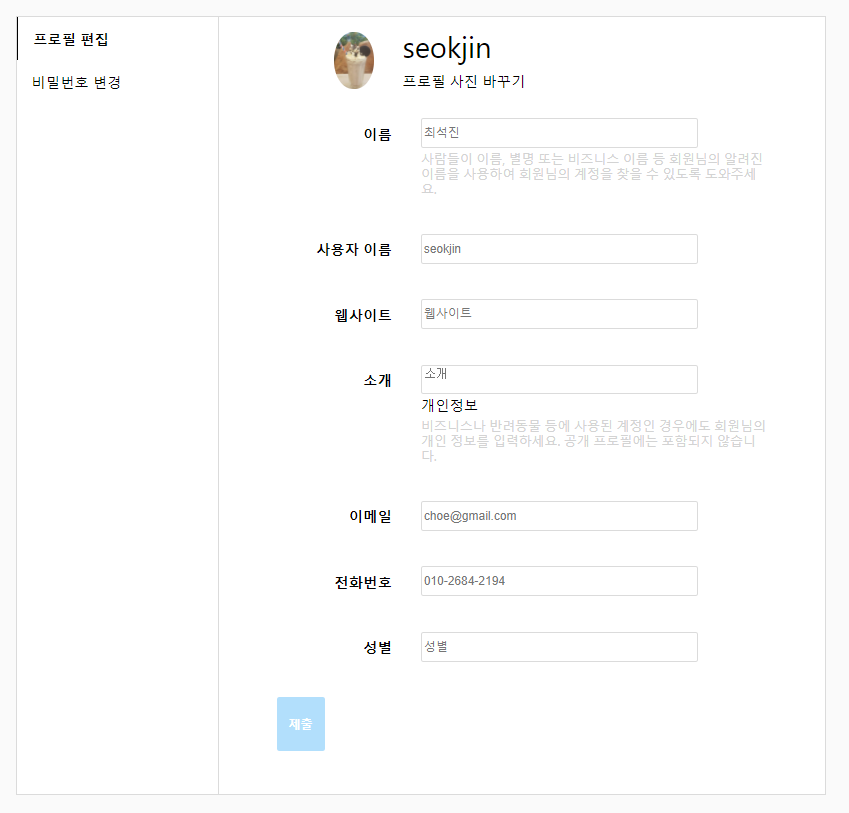 프로필 편집
비밀번호 변경
seokjin
프로필 사진 바꾸기
이름
최석진
사람들이 이름, 별명 또는 비즈니스 이름 등 회원님의 알려진
이름을 사용하여 회원님의 계정을 찾을 수 있도록 도와주세
요.
사용자 이름
seokjin
웹사이트
웹사이트
소개
소개
개인정보
비즈니스나 반려동물 등에 사용된 계정인 경우에도 회원님의
개인 정보를 입력하세요. 공개 프로필에는 포함되지 않습니
다.
이메일
choe@gmail.com
전화번호
010-2684-2194
성별
성별
제출